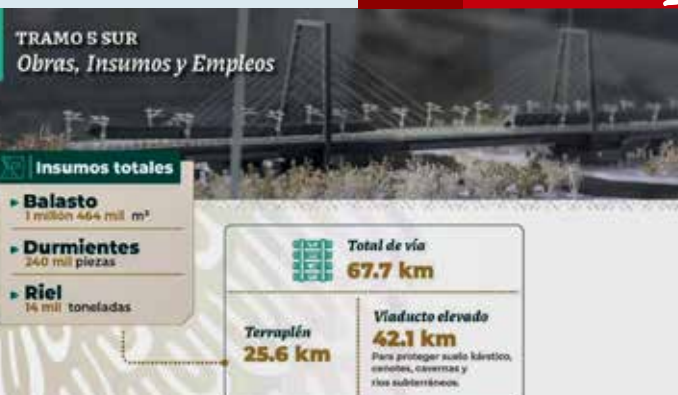 TRAMO 5 SUR
Obras, Insumos y Empleos
Insumos totales
Balasto
1 millón 464 mil m³
Durmientes
240 mil piezas
Riel
14 mil toneladas
Total de vía
67.7 km
Terraplén
25.6 km
Viaducto elevado
42.1 km
Para proteger suelo kárstico,
cenotes, cavernas y
ríos subterráneos.